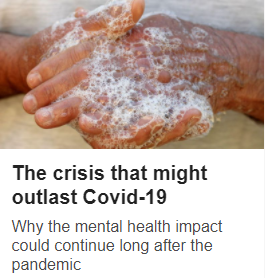 The crisis that might
outlast Covid-19
Why the mental health impact
could continue long after the
pandemic